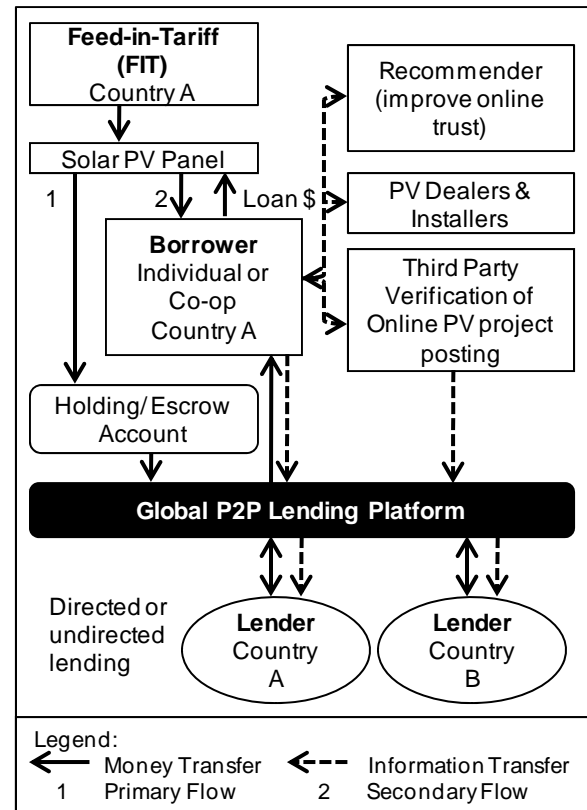 Feed-in-Tariff
(FIT)
Country A
Recommender
(improve online
trust)
Solar PV Panel
1
2
Loan $
PV Dealers &
Installers
Borrower
Individual or
Co-op
Country A
Third Party
Verification of
Online PV project
posting
Holding/Escrow
Account
Global P2P Lending Platform
Directed or
undirected
lending
Lender
Country
A
Lender
Country
B
Legend:
Money Transfer
Information Transfer
1 Primary Flow
2 Secondary Flow